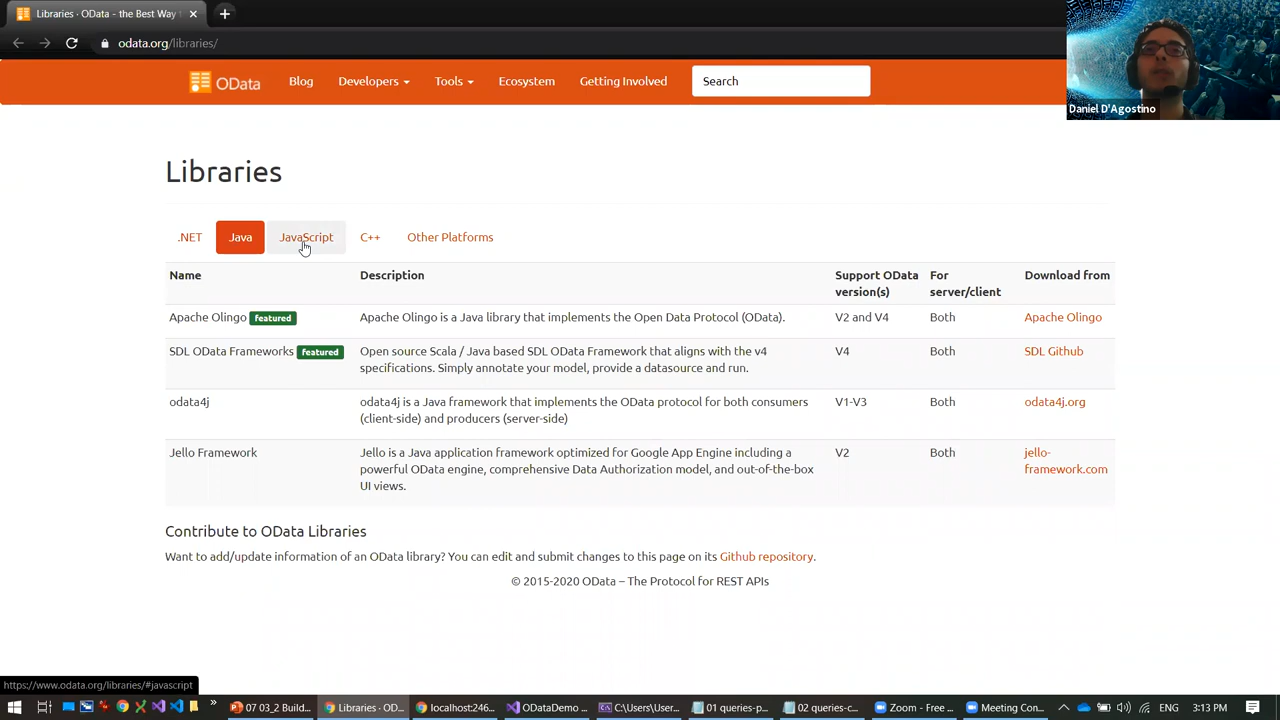 Libraries · OData - the Best Way
odata.org/libraries/
OData
Blog
Developers
Tools
Ecosystem
Getting Involved
Search
Daniel D'Agostino
Libraries
.NET
Java
JavaScript
C++
Other Platforms
Name
Description
Support OData
version(s)
For
server/client
Download from
Apache Olingo featured
Apache Olingo is a Java library that implements the Open Data Protocol (OData).
V2 and V4
Both
Apache Olingo
SDL OData Frameworks featured
Open source Scala / Java based SDL OData Framework that aligns with the v4
specifications. Simply annotate your model, provide a datasource and run.
V4
Both
SDL Github
odata4j
odata4j is a Java framework that implements the OData protocol for both consumers
(client-side) and producers (server-side)
V1-V3
Both
odata4j.org
Jello Framework
Jello is a Java application framework optimized for Google App Engine including a
powerful OData engine, comprehensive Data Authorization model, and out-of-the-box
UI views.
V2
Both
jello-
framework.com
Contribute to OData Libraries
Want to add/update information of an OData library? You can edit and submit changes to this page on its Github repository.
© 2015-2020 OData – The Protocol for REST APIs
https://www.odata.org/libraries/#javascript
07 03_2 Build...
Libraries · OD...
localhost:246...
ODataDemo ...
C:\Users\User...
01 queries-p...
02 queries-c...
Zoom - Free ...
Meeting Con...
ENG
3:13 PM